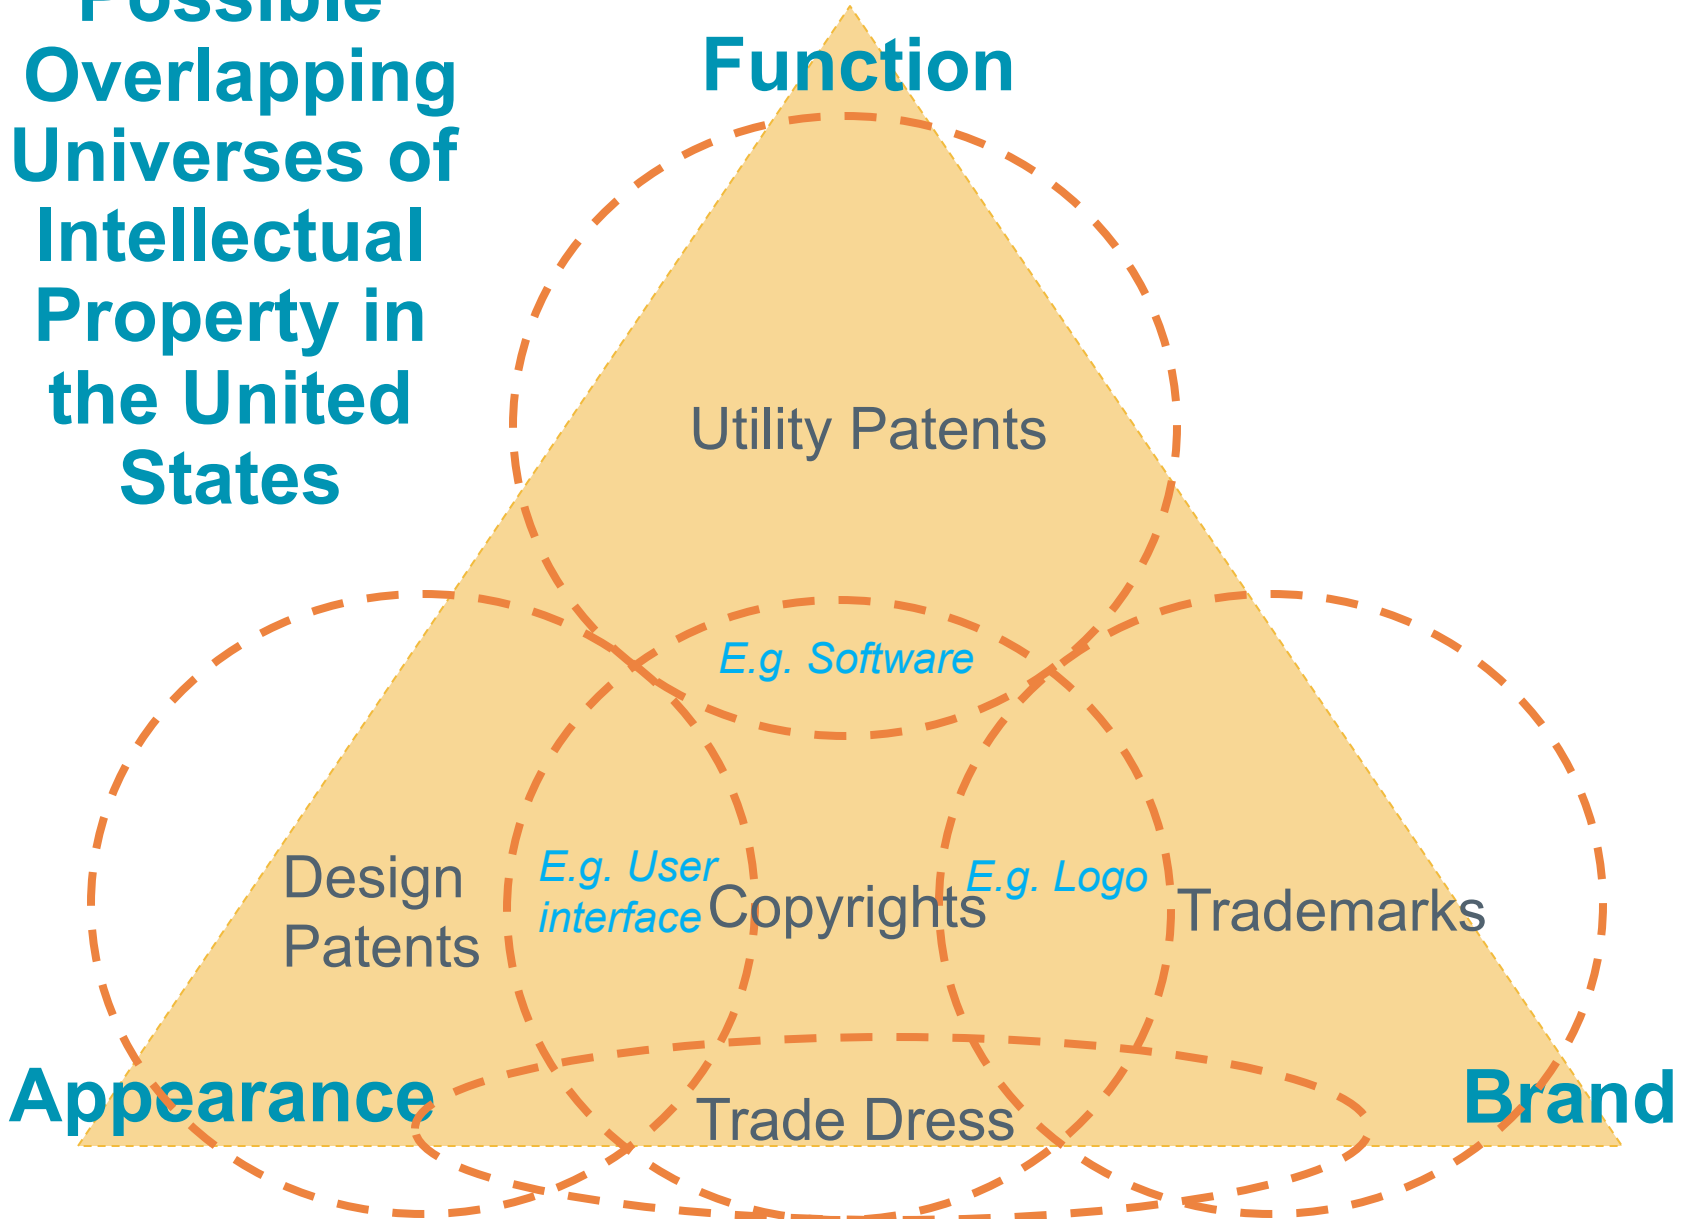 Possible
Overlapping
Universes of
Intellectual
Property in
the United
States
Function
Utility Patents
E.g. Software
Design
Patents
E.g. User
interface
Copyrights
E.g. Logo
Trademarks
Appearance
Trade Dress
Brand